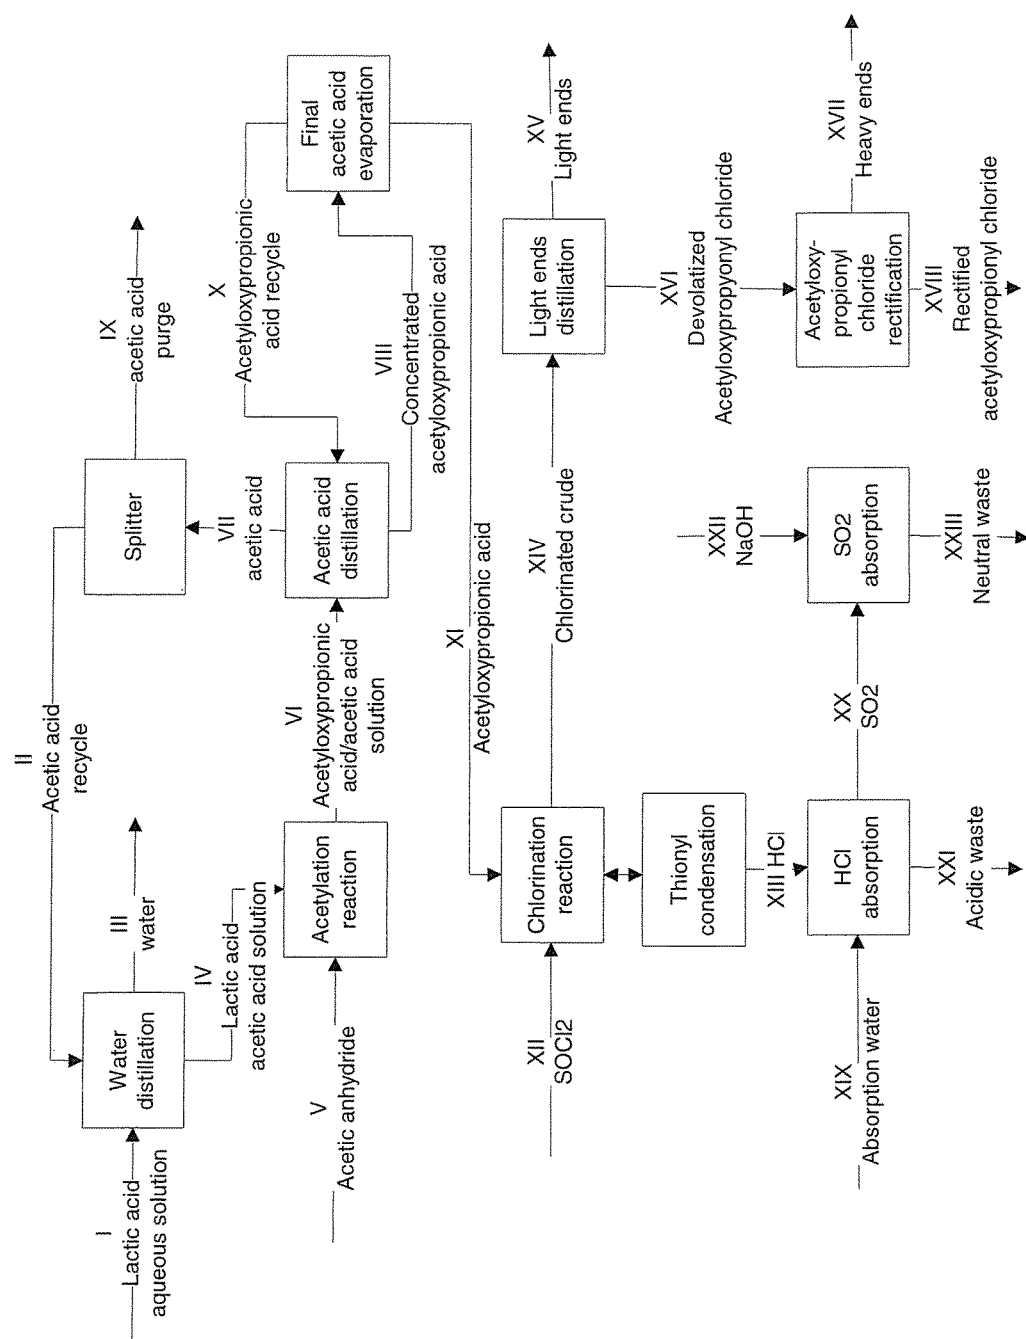 I
Lactic acid
aqueous solution
Water
distillation
II
Acetic acid
recycle
III
water
IV
Lactic acid
acetic acid solution
Splitter
IX
acetic acid
purge
VII
acetic acid
V
Acetic anhydride
Acetylation
reaction
VI
Acetyloxypropionic
acid/acetic acid
solution
Acetic acid
distillation
X
Acetyloxypropionic
acid recycle
VIII
Concentrated
acetyloxypropionic acid
Final
acetic acid
evaporation
XI
Acetyloxypropionic acid
XII
SOCl2
Chlorination
reaction
XIV
Chlorinated crude
Light ends
distillation
XV
Light ends
Thionyl
condensation
XIII HCl
XVI
Devolatized
Acetyloxypropyonyl chloride
XIX
Absorption water
HCl
absorption
XX
SO2
XXI
Acidic waste
XXII
NaOH
SO2
absorption
XXIII
Neutral waste
Acetyloxy-
propionyl
chloride
rectification
XVII
Heavy ends
XVIII
Rectified
acetyloxypropionyl chloride